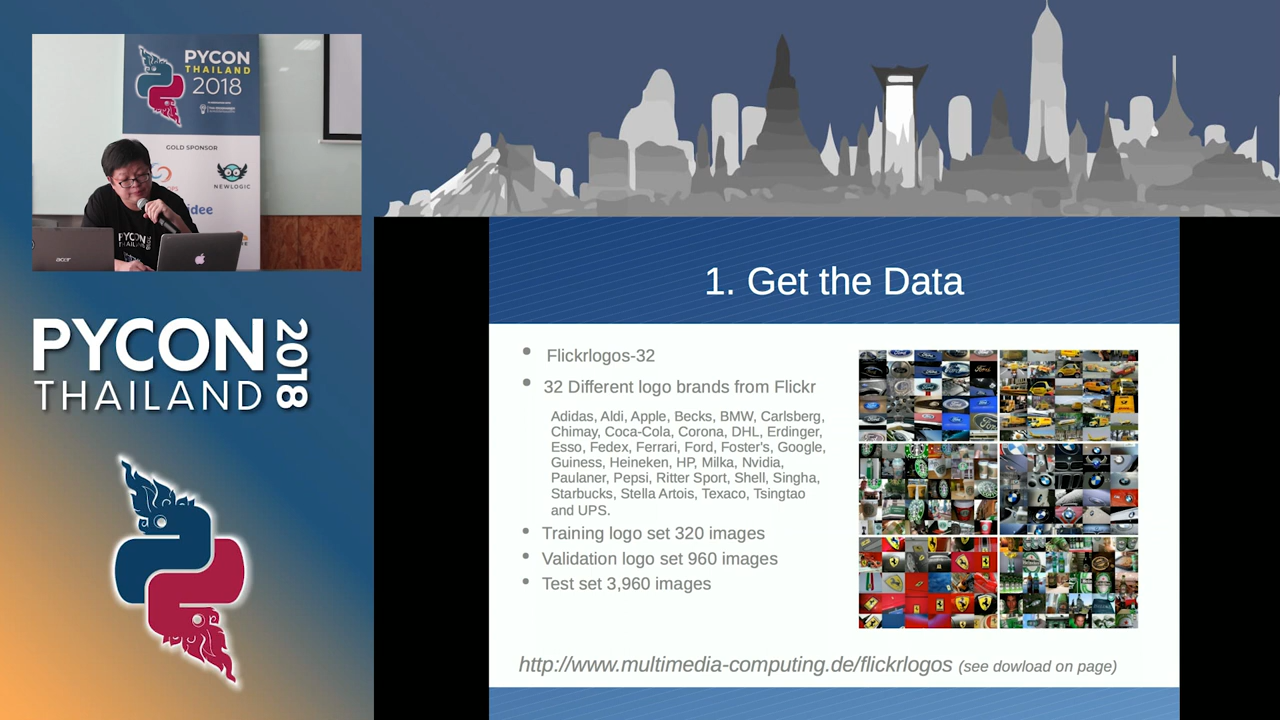 PYCON
THAILAND
2018
GOLD SPONSOR
NEWLOGIC
idee
PYCON
THAILAND
acer
PYCON 2018
THAILAND
1. Get the Data
Flickrlogos-32
32 Different logo brands from Flickr
Adidas, Aldi, Apple, Becks, BMW, Carlsberg,
Chimay, Coca-Cola, Corona, DHL, Erdinger,
Esso, Fedex, Ferrari, Ford, Foster's, Google,
Guiness, Heineken, HP, Milka, Nvidia,
Paulaner, Pepsi, Ritter Sport, Shell, Singha,
Starbucks, Stella Artois, Texaco, Tsingtao
and UPS.
Training logo set 320 images
Validation logo set 960 images
Test set 3,960 images
http://www.multimedia-computing.de/flickrlogos (see dowload on page)